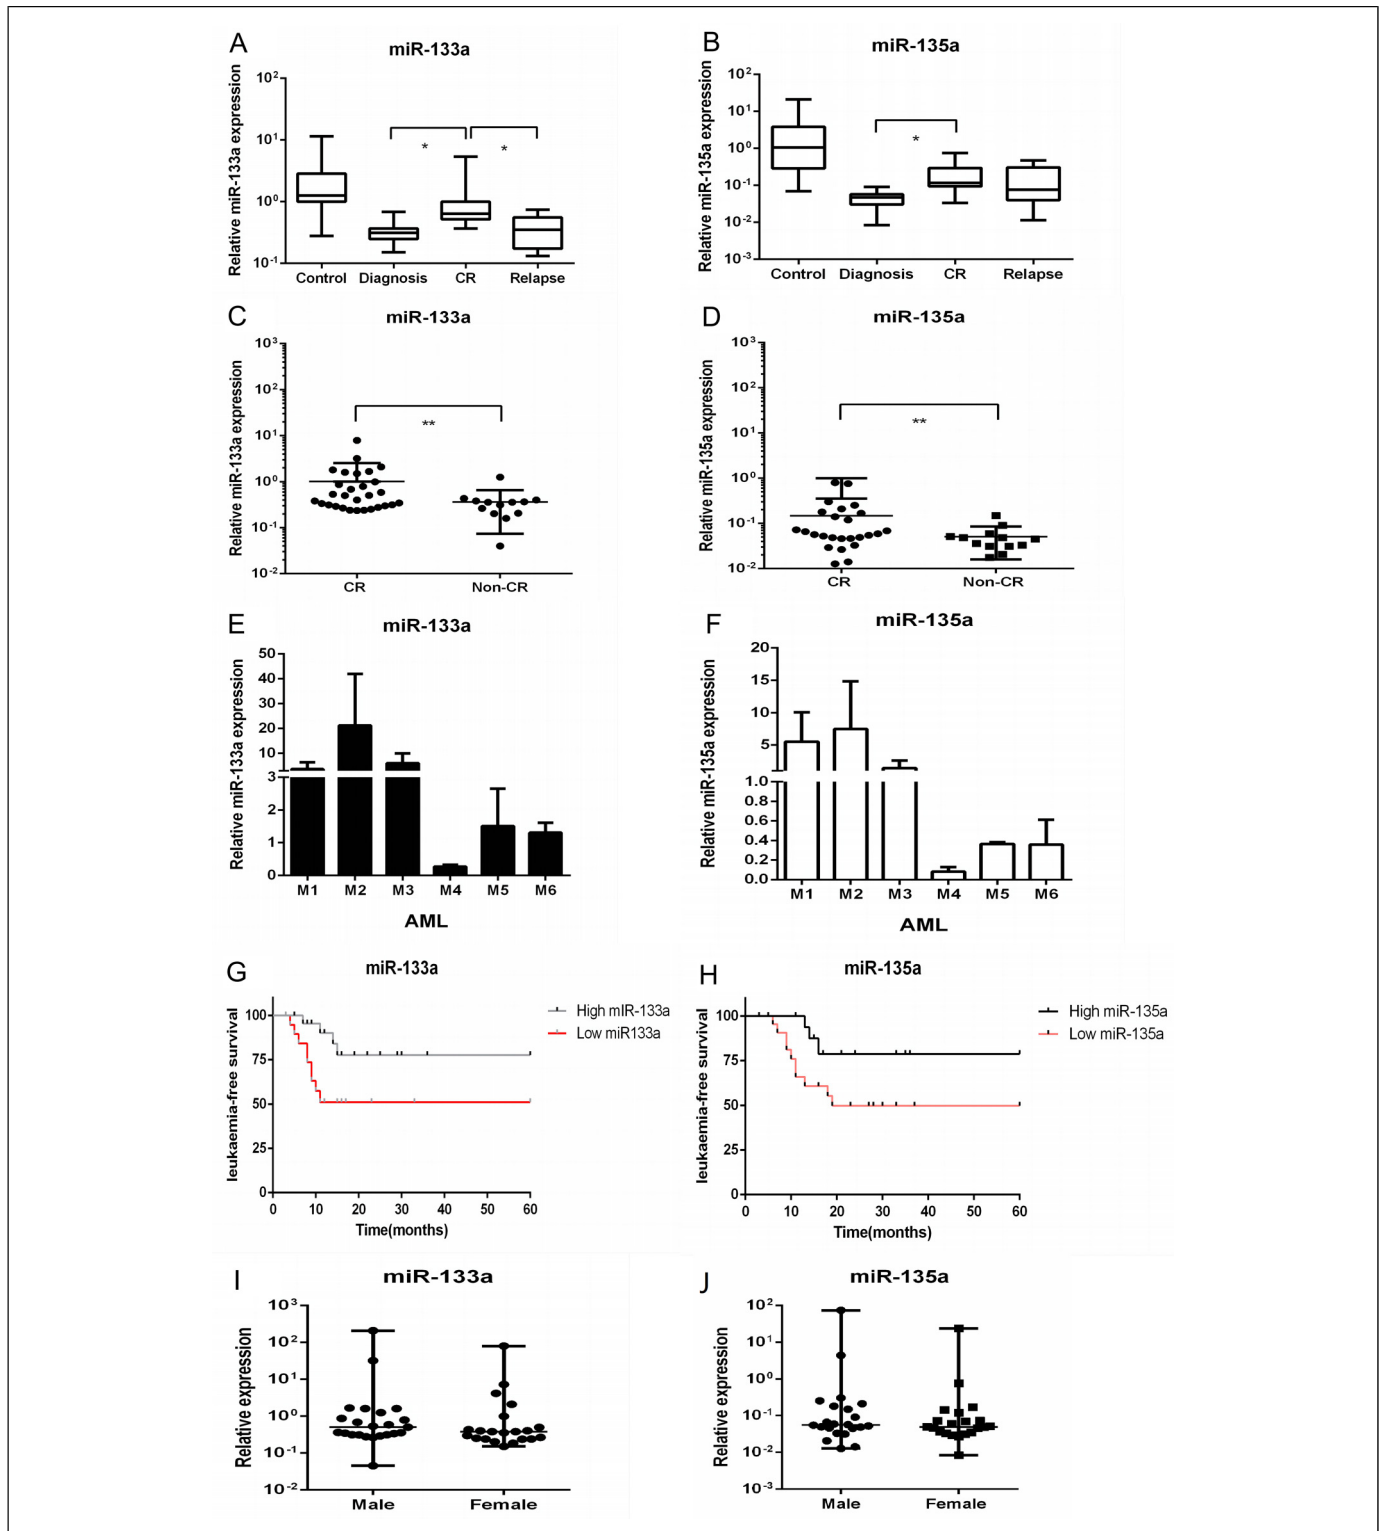 A
miR-133a
Relative miR-133a expression
10²
10¹
10⁰
10⁻¹
Control Diagnosis CR Relapse
*
*
B
miR-135a
Relative miR-135a expression
10²
10¹
10⁰
10⁻¹
10⁻²
10⁻³
Control Diagnosis CR Relapse
*
C
miR-133a
Relative miR-133a expression
10³
10²
10¹
10⁰
10⁻¹
10⁻²
CR Non-CR
**
D
miR-135a
Relative miR-135a expression
10³
10²
10¹
10⁰
10⁻¹
10⁻²
CR Non-CR
**
E
miR-133a
Relative miR-133a expression
50
40
30
20
10
3
2
1
0
M1 M2 M3 M4 M5 M6
AML
F
miR-135a
Relative miR-135a expression
20
15
10
5
1.0
0.8
0.6
0.4
0.2
0.0
M1 M2 M3 M4 M5 M6
AML
G
miR-133a
leukaemia-free survival
100
75
50
25
0
0 10 20 30 40 50 60
Time(months)
High mIR-133a
Low miR133a
H
miR-135a
leukaemia-free survival
100
75
50
25
0
0 10 20 30 40 50 60
Time(months)
High miR-135a
Low miR-135a
I
miR-133a
Relative expression
10³
10²
10¹
10⁰
10⁻¹
10⁻²
Male Female
J
miR-135a
Relative expression
10²
10¹
10⁰
10⁻¹
10⁻²
10⁻³
Male Female